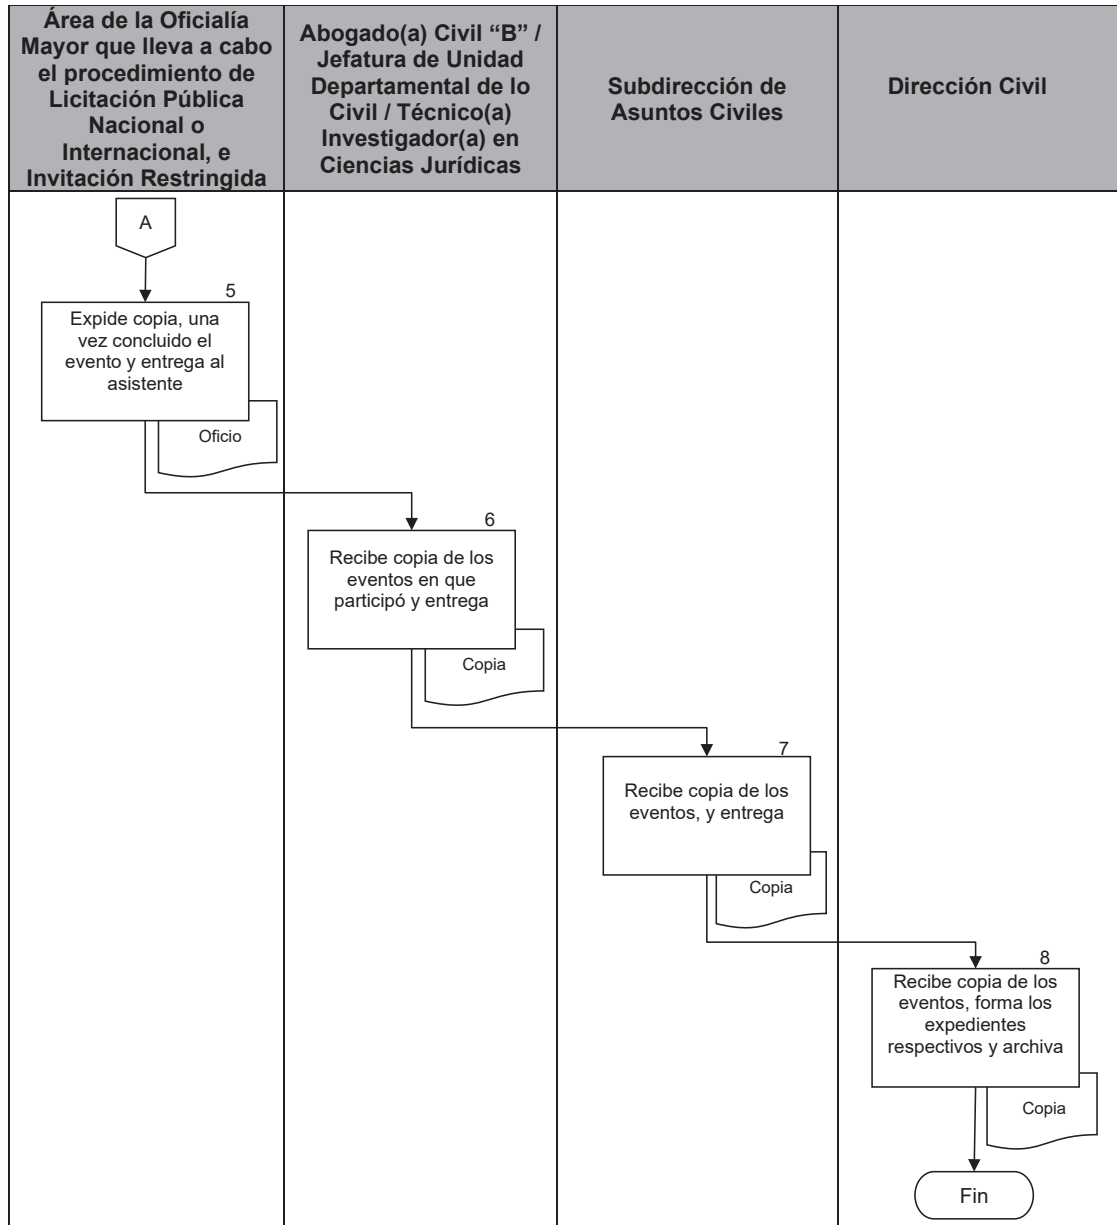 Área de la Oficialía
Mayor que lleva a cabo
el procedimiento de
Licitación Pública
Nacional o
Internacional, e
Invitación Restringida
Abogado(a) Civil “B” /
Jefatura de Unidad
Departamental de lo
Civil / Técnico(a)
Investigador(a) en
Ciencias Jurídicas
Subdirección de
Asuntos Civiles
Dirección Civil
A
5
Expide copia, una
vez concluido el
evento y entrega al
asistente
Oficio
6
Recibe copia de los
eventos en que
participó y entrega
Copia
7
Recibe copia de los
eventos, y entrega
Copia
8
Recibe copia de los
eventos, forma los
expedientes
respectivos y archiva
Copia
Fin